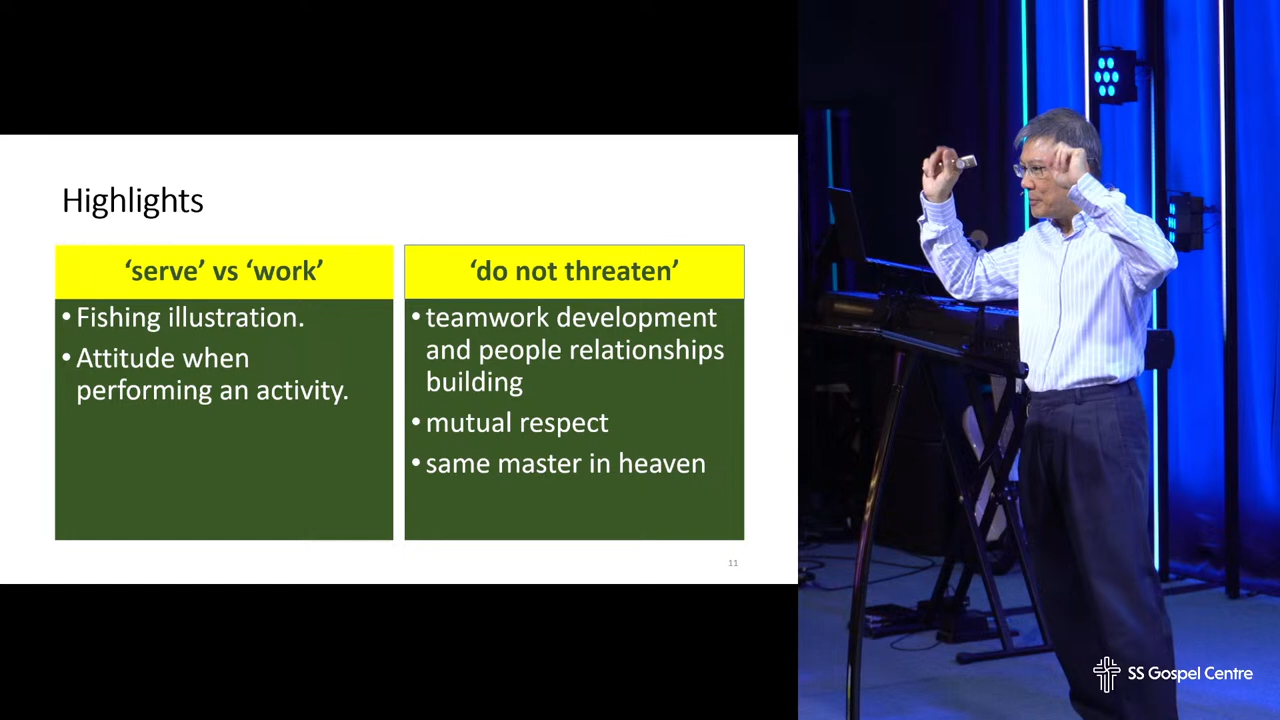 Highlights
‘serve’ vs ‘work’
• Fishing illustration.
• Attitude when
performing an activity.
‘do not threaten’
• teamwork development
and people relationships
building
• mutual respect
• same master in heaven
11
SS Gospel Centre